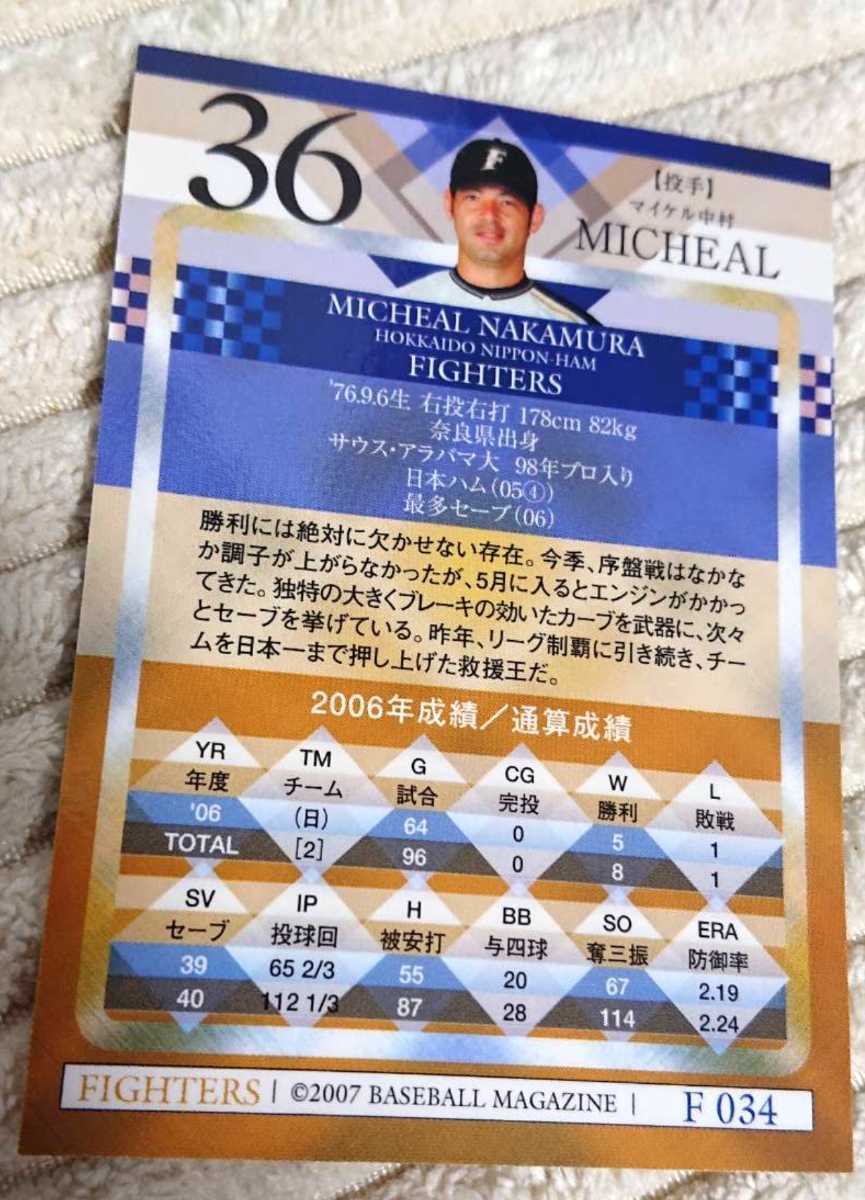 36
【投手】
マイケル中村
MICHEAL
F
MICHEAL NAKAMURA
HOKKAIDO NIPPON-HAM
FIGHTERS
'76.9.6生 右投右打 178cm 82kg
奈良県出身
サウス・アラバマ大 98年プロ入り
日本ハム(05④)
最多セーブ(06)
勝利には絶対に欠かせない存在。今季、序盤戦はなかな
か調子が上がらなかったが、5月に入るとエンジンがかかっ
てきた。独特の大きくブレーキの効いたカーブを武器に、次々
とセーブを挙げている。昨年、リーグ制覇に引き続き、チー
ムを日本一まで押し上げた救援王だ。
2006年成績／通算成績
YR TM G CG W L
年度 チーム 試合 完投 勝利 敗戦
'06 (日) 64 0 5 1
TOTAL [2] 96 0 8 1
SV IP H BB SO ERA
セーブ 投球回 被安打 与四球 奪三振 防御率
39 65 2/3 55 20 67 2.19
40 112 1/3 87 28 114 2.24
FIGHTERS | ©2007 BASEBALL MAGAZINE | F 034